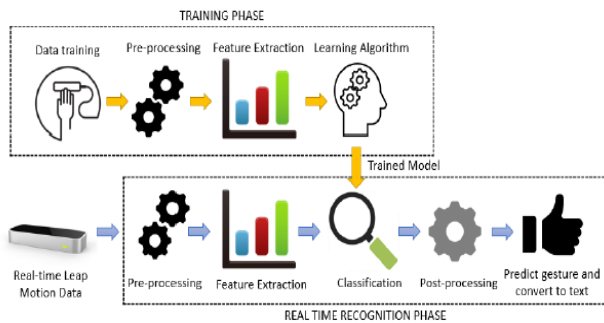 TRAINING PHASE
Data training
Pre-processing
Feature Extraction
Learning Algorithm
Trained Model
Real-time Leap
Motion Data
Pre-processing
Feature Extraction
Classification
Post-processing
Predict gesture and
convert to text
REAL TIME RECOGNITION PHASE